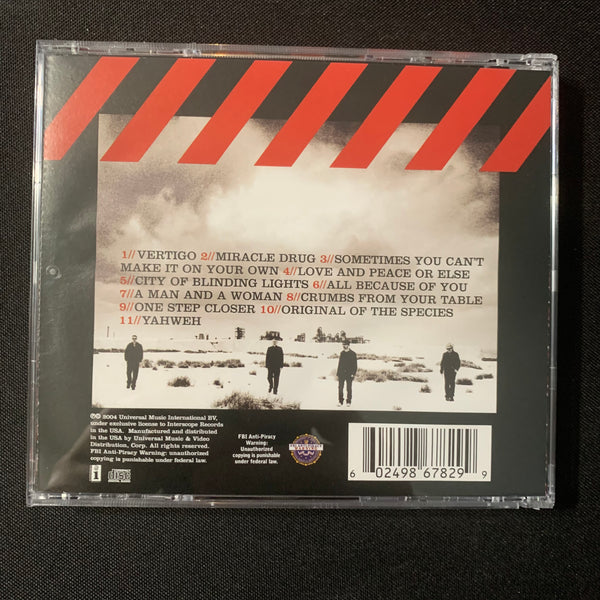 1//VERTIGO 2//MIRACLE DRUG 3//SOMETIMES YOU CAN'T
MAKE IT ON YOUR OWN 4//LOVE AND PEACE OR ELSE
5//CITY OF BLINDING LIGHTS 6//ALL BECAUSE OF YOU
7//A MAN AND A WOMAN 8//CRUMBS FROM YOUR TABLE
9//ONE STEP CLOSER 10//ORIGINAL OF THE SPECIES
11//YAHWEH
℗© 2004 Universal Music International BV,
under exclusive license to Interscope Records
in the USA. Manufactured and distributed
in the USA by Universal Music & Video
Distribution, Corp. All rights reserved.
FBI Anti-Piracy Warning: unauthorized
copying is punishable under federal law.
FBI Anti-Piracy
Warning:
Unauthorized
copying is punishable
under federal law.
6 02498 67829 9